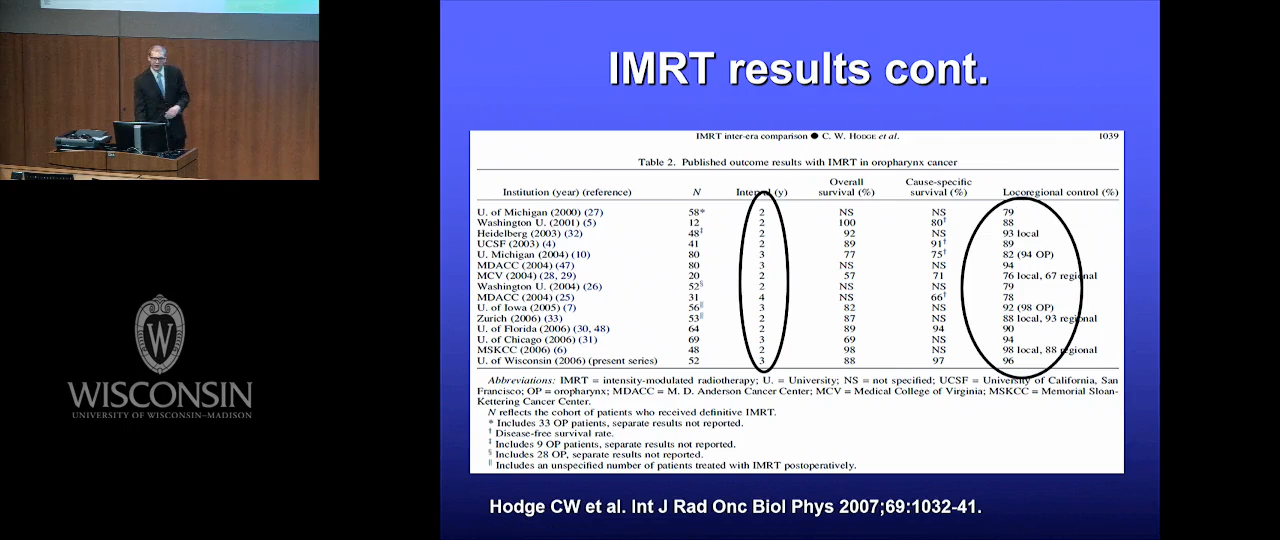 IMRT results cont.
IMRT inter-era comparison ● C. W. HODGE et al. 1039
Table 2. Published outcome results with IMRT in oropharynx cancer
Institution (year) (reference) N Interval (y) Overall survival (%) Cause-specific survival (%) Locoregional control (%)
U. of Michigan (2000) (27) 58* 2 NS NS 79
Washington U. (2001) (5) 12 2 100 80† 88
Heidelberg (2003) (32) 48‡ 2 92 NS 93 local
UCSF (2003) (4) 41 2 89 91† 89
U. Michigan (2004) (10) 80 3 77 75† 82 (94 OP)
MDACC (2004) (47) 80 3 NS NS 94
MCV (2004) (28, 29) 20 2 57 71 76 local, 67 regional
Washington U. (2004) (26) 52§ 2 NS NS 79
MDACC (2004) (25) 31 4 NS 66† 78
U. of Iowa (2005) (7) 56‖ 3 82 NS 92 (98 OP)
Zurich (2006) (33) 53‖ 2 87 NS 88 local, 93 regional
U. of Florida (2006) (30, 48) 64 2 89 94 90
U. of Chicago (2006) (31) 69 3 69 NS 94
MSKCC (2006) (6) 48 2 98 NS 98 local, 88 regional
U. of Wisconsin (2006) (present series) 52 3 88 97 96
Abbreviations: IMRT = intensity-modulated radiotherapy; U. = University; NS = not specified; UCSF = University of California, San
Francisco; OP = oropharynx; MDACC = M. D. Anderson Cancer Center; MCV = Medical College of Virginia; MSKCC = Memorial Sloan-
Kettering Cancer Center.
N reflects the cohort of patients who received definitive IMRT.
* Includes 33 OP patients, separate results not reported.
† Disease-free survival rate.
‡ Includes 9 OP patients, separate results not reported.
§ Includes 28 OP, separate results not reported.
‖ Includes an unspecified number of patients treated with IMRT postoperatively.
Hodge CW et al. Int J Rad Onc Biol Phys 2007;69:1032-41.
W
WISCONSIN
UNIVERSITY OF WISCONSIN-MADISON